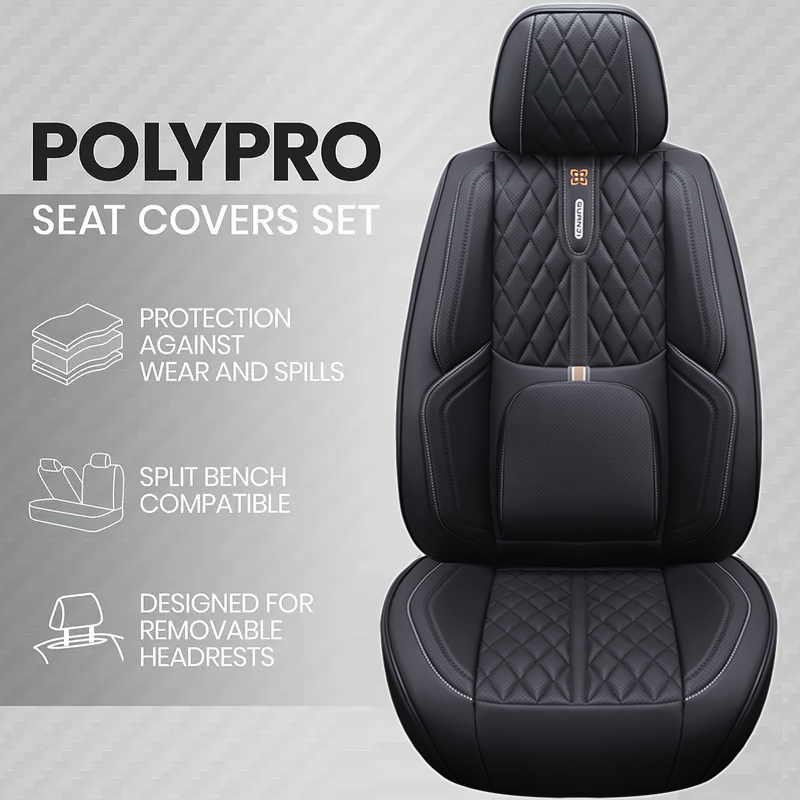 POLYPRO
SEAT COVERS SET
PROTECTION
AGAINST
WEAR AND SPILLS
SPLIT BENCH
COMPATIBLE
DESIGNED FOR
REMOVABLE
HEADRESTS